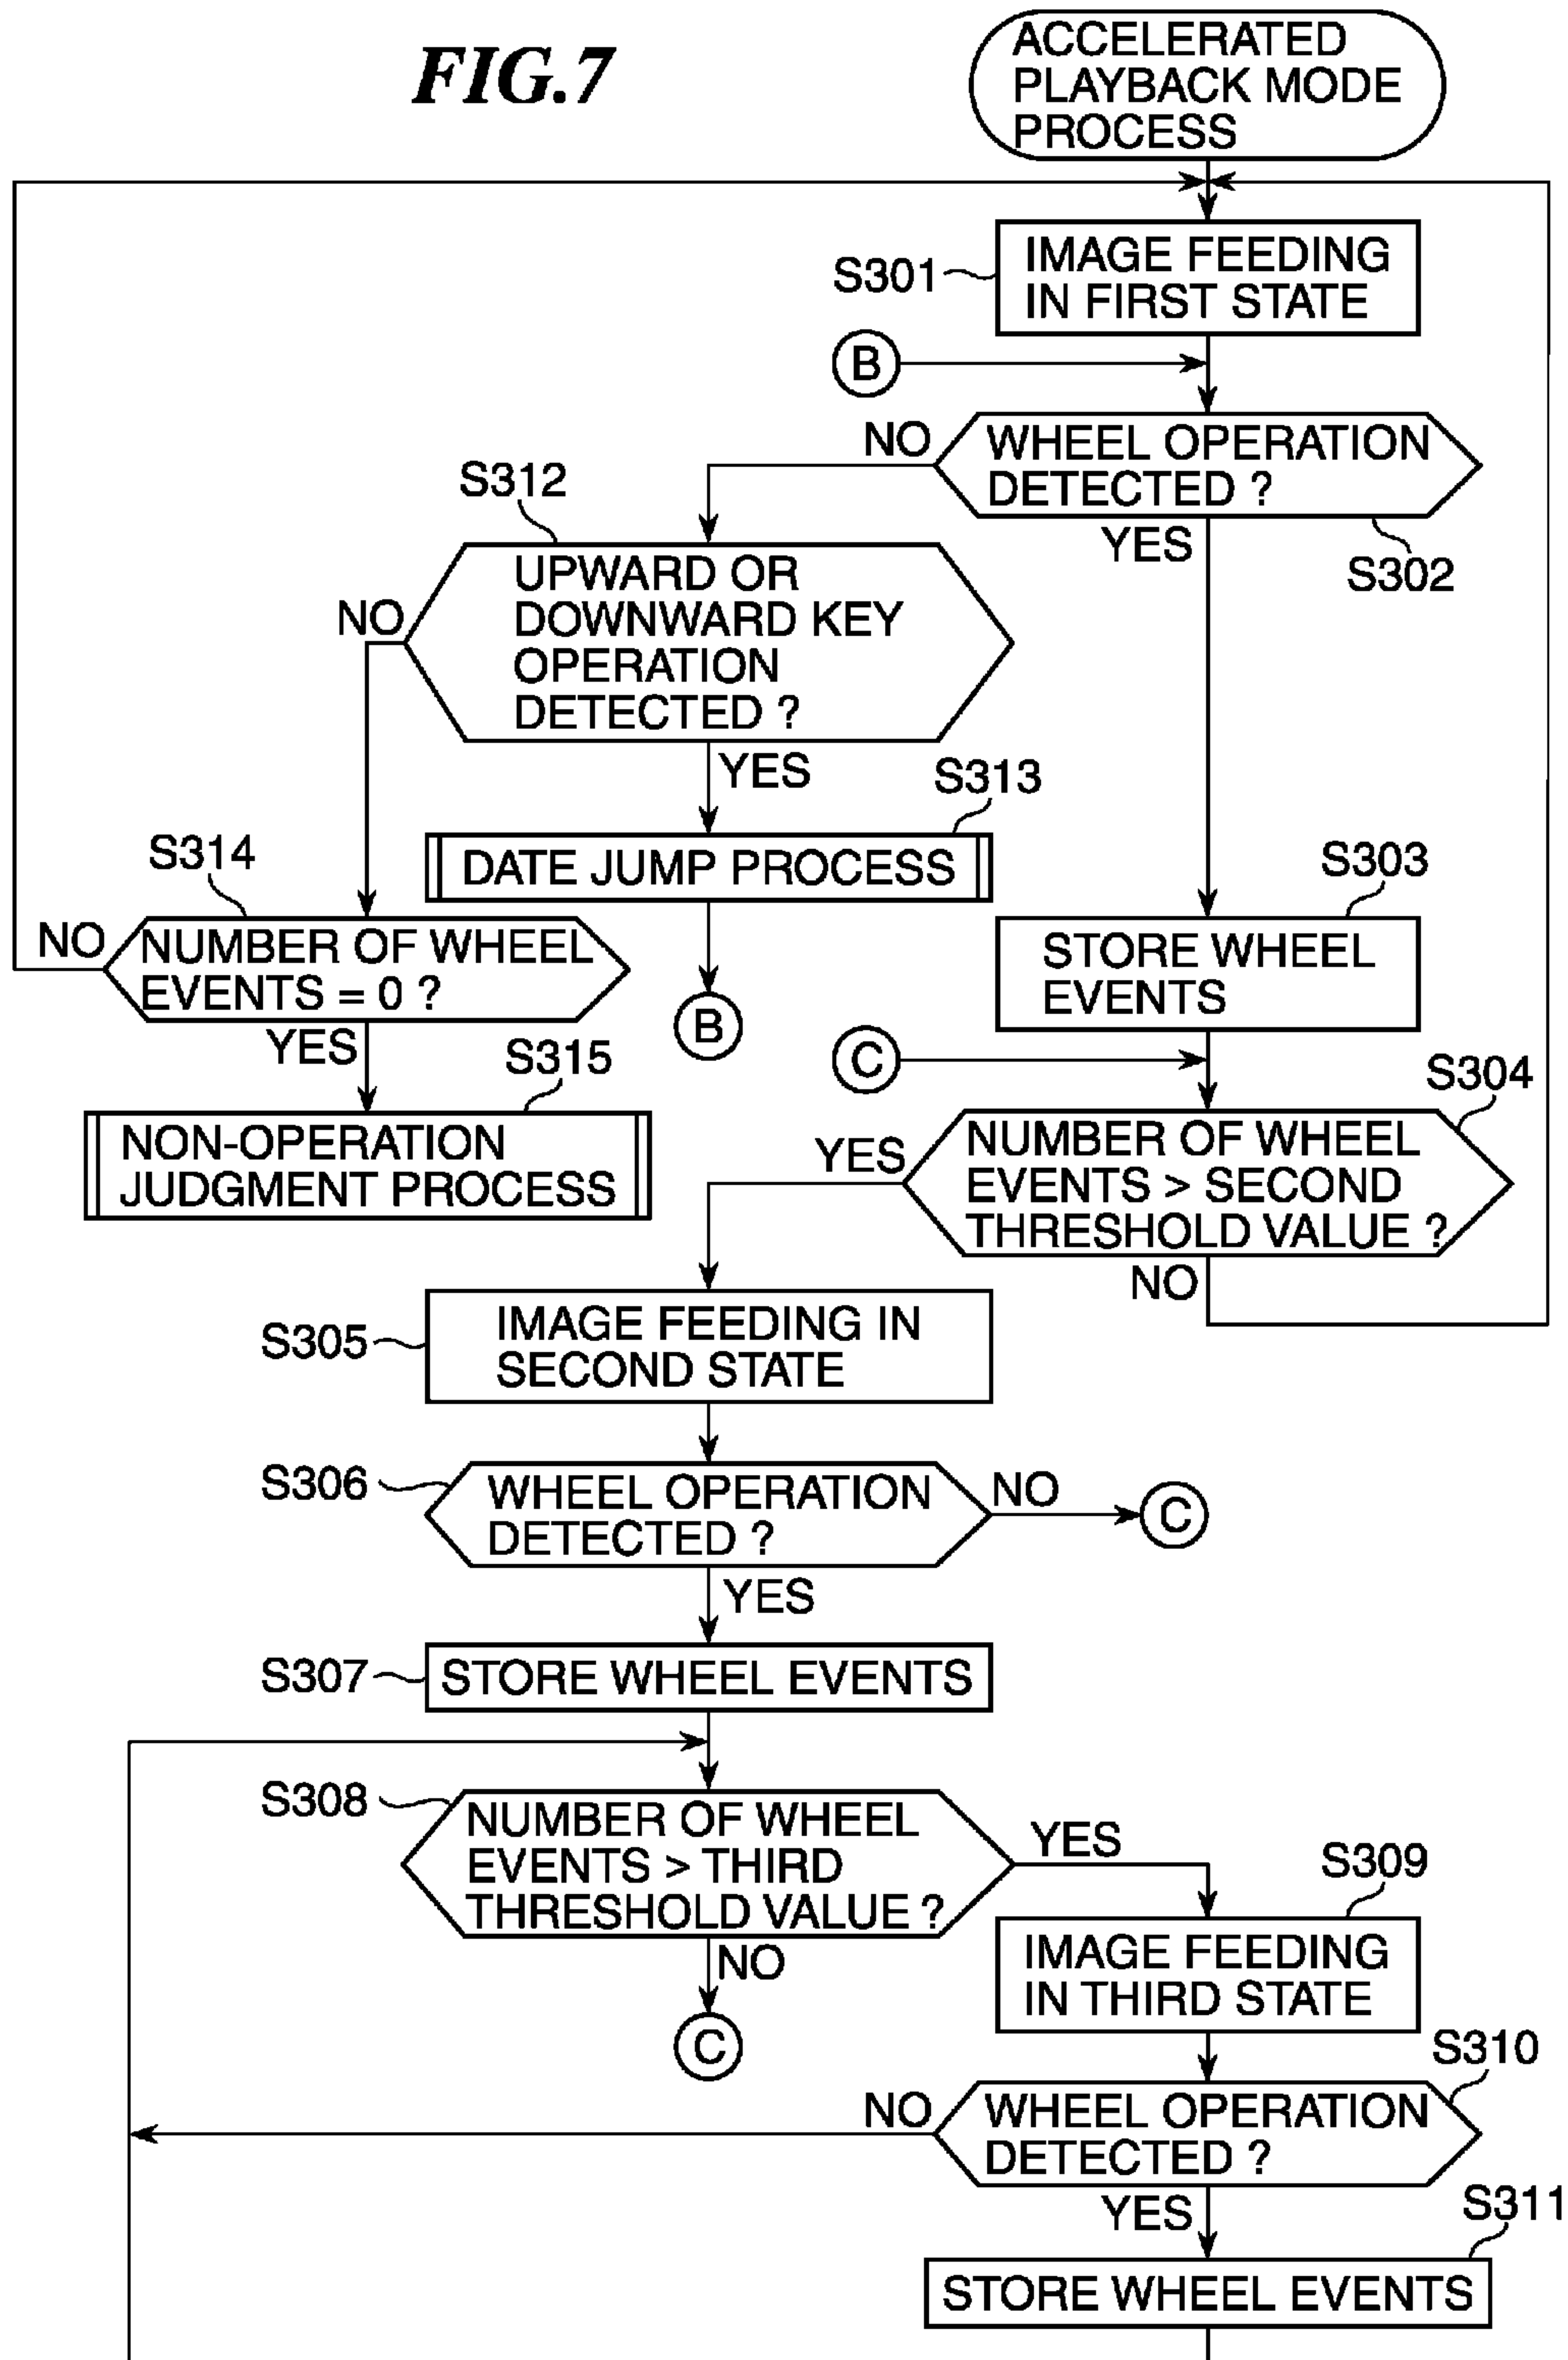 FIG.7
ACCELERATED
PLAYBACK MODE
PROCESS
S301
IMAGE FEEDING
IN FIRST STATE
B
NO
WHEEL OPERATION
DETECTED ?
YES
S302
S312
UPWARD OR
DOWNWARD KEY
OPERATION
DETECTED ?
NO
YES
S313
DATE JUMP PROCESS
B
S314
NUMBER OF WHEEL
EVENTS = 0 ?
NO
YES
S315
NON-OPERATION
JUDGMENT PROCESS
S303
STORE WHEEL
EVENTS
C
S304
NUMBER OF WHEEL
EVENTS > SECOND
THRESHOLD VALUE ?
YES
NO
S305
IMAGE FEEDING IN
SECOND STATE
S306
WHEEL OPERATION
DETECTED ?
NO
C
YES
S307
STORE WHEEL EVENTS
S308
NUMBER OF WHEEL
EVENTS > THIRD
THRESHOLD VALUE ?
YES
NO
C
S309
IMAGE FEEDING
IN THIRD STATE
S310
NO
WHEEL OPERATION
DETECTED ?
YES
S311
STORE WHEEL EVENTS